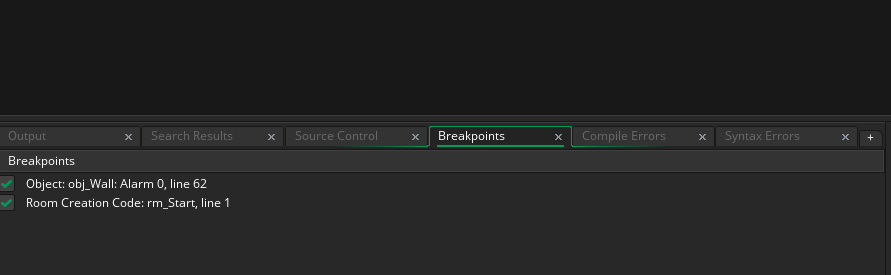 Output Search Results Source Control Breakpoints Compile Errors Syntax Errors +
Breakpoints
Object: obj_Wall: Alarm 0, line 62
Room Creation Code: rm_Start, line 1